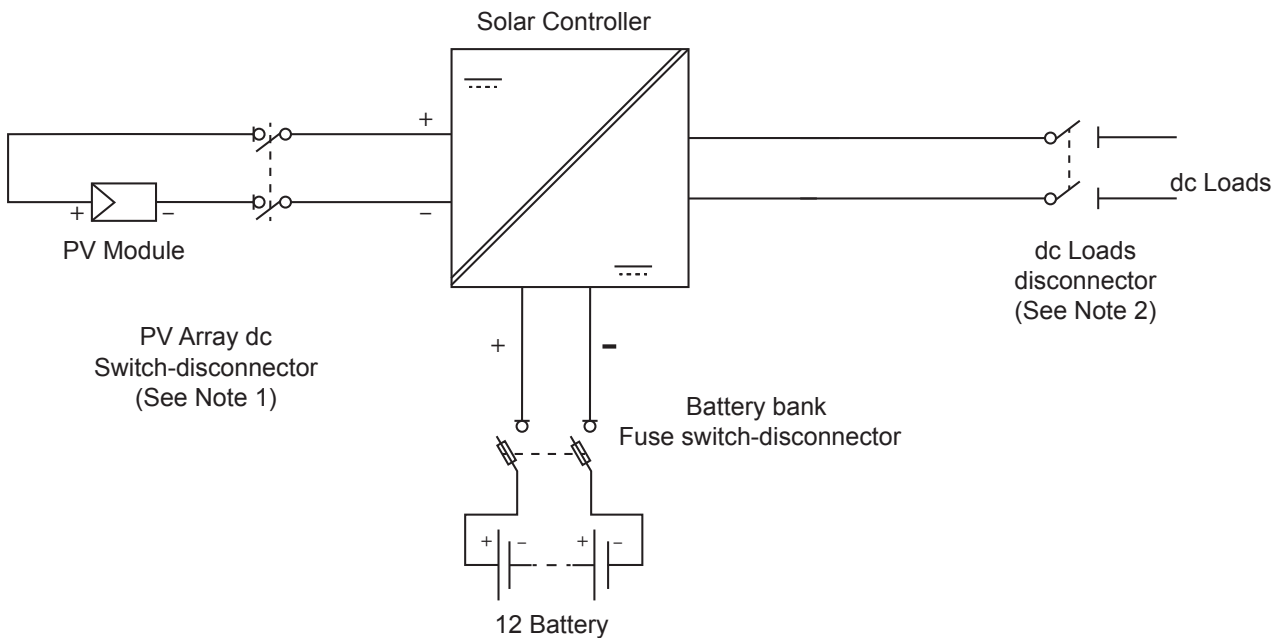 Solar Controller
+
–
+ –
PV Module
PV Array dc
Switch-disconnector
(See Note 1)
dc Loads
dc Loads
disconnector
(See Note 2)
+ –
Battery bank
Fuse switch-disconnector
+ – + –
12 Battery